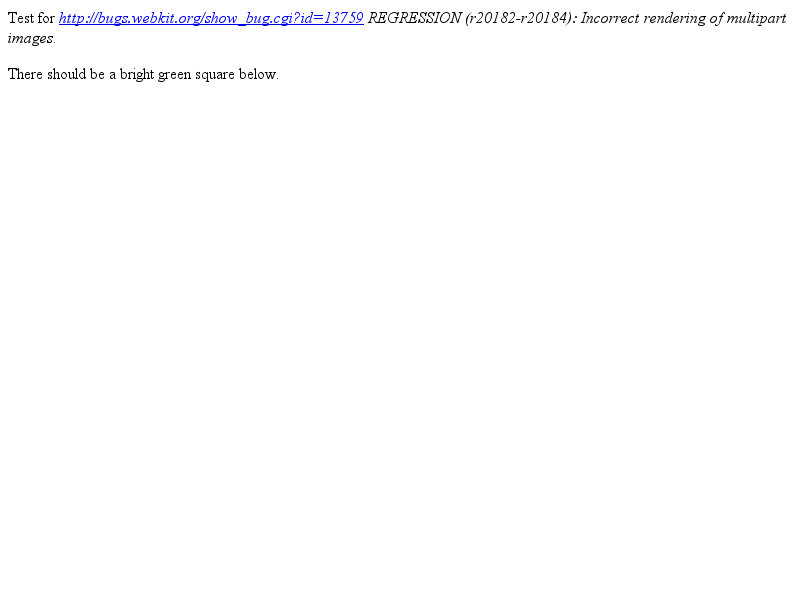 Test for http://bugs.webkit.org/show_bug.cgi?id=13759 REGRESSION (r20182-r20184): Incorrect rendering of multipart
images.
There should be a bright green square below.